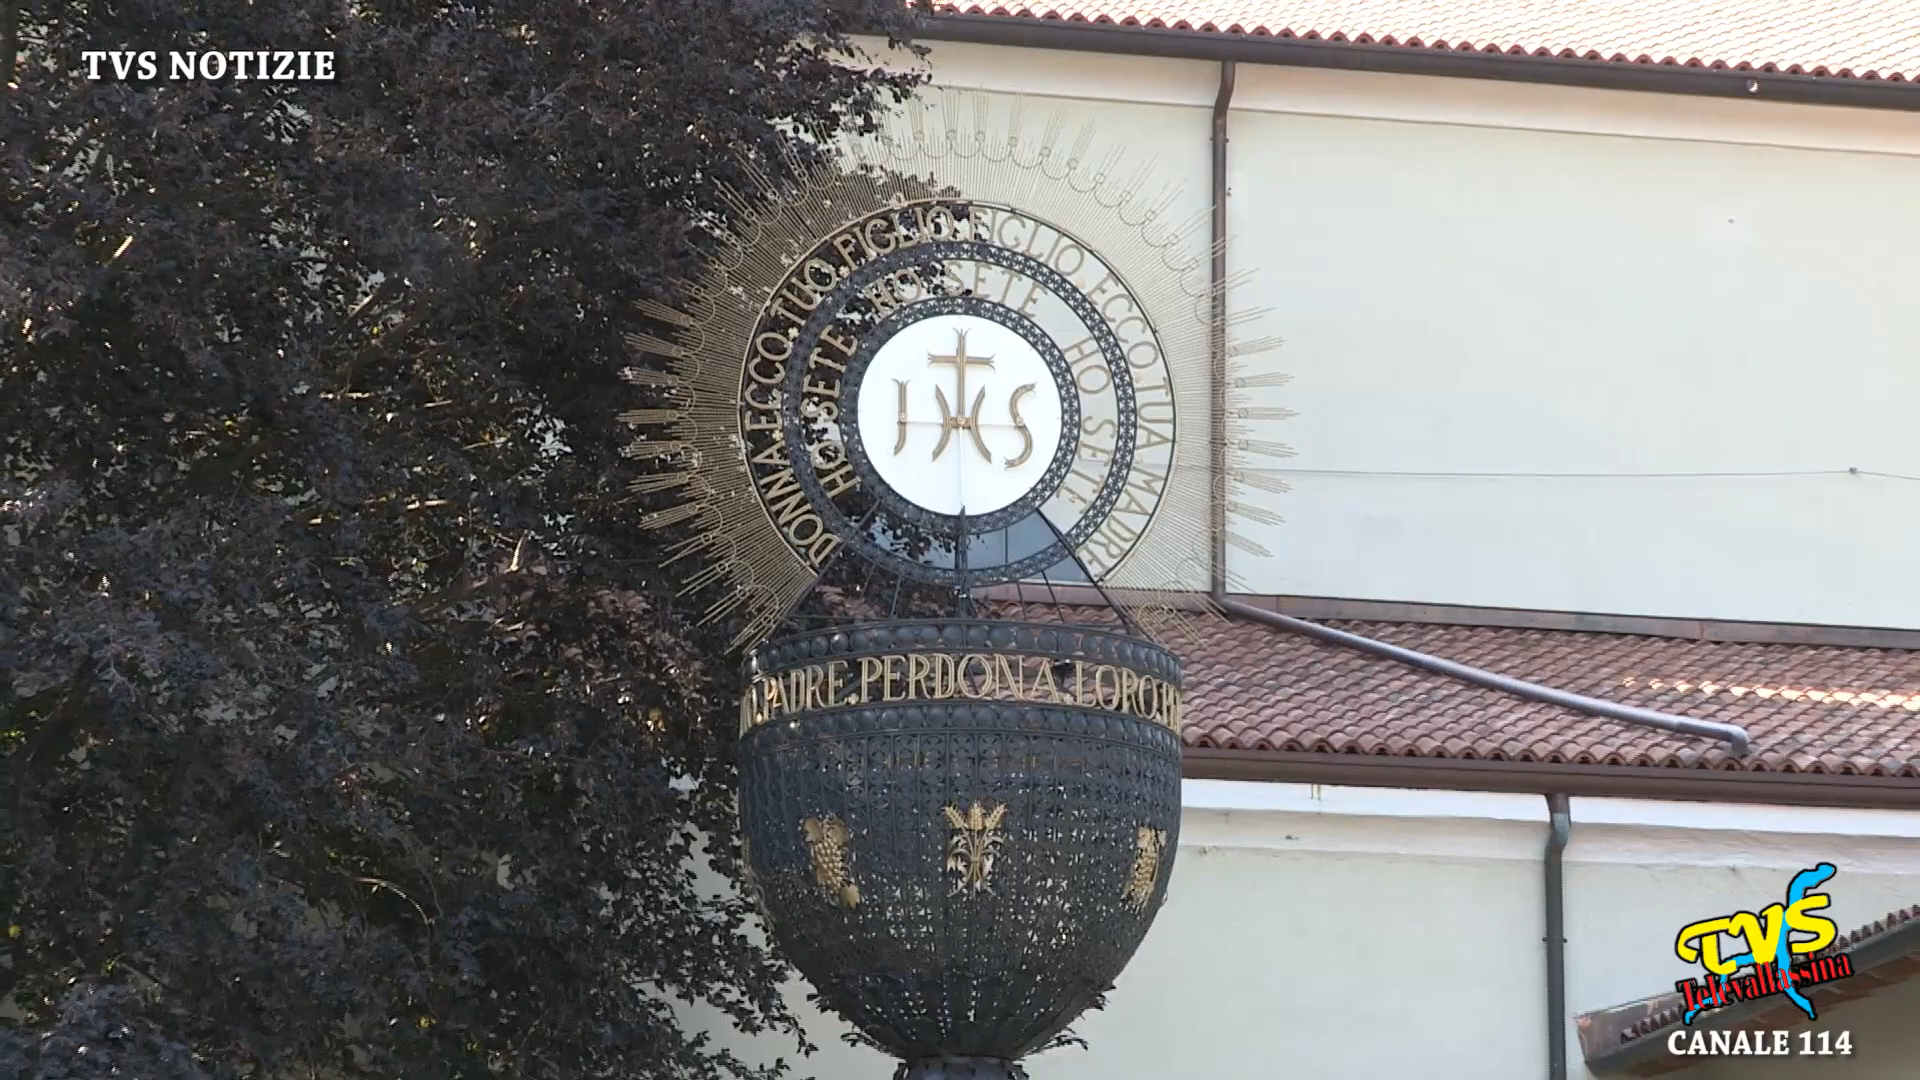 TVS NOTIZIE
DONNA.ECCO.TUO.FIGLIO.FIGLIO.ECCO.TUA.MADRE
HO SETE HO SETE HO SETE
IHS
PADRE.PERDONA.LORO.
TVS
Televallassina
CANALE 114